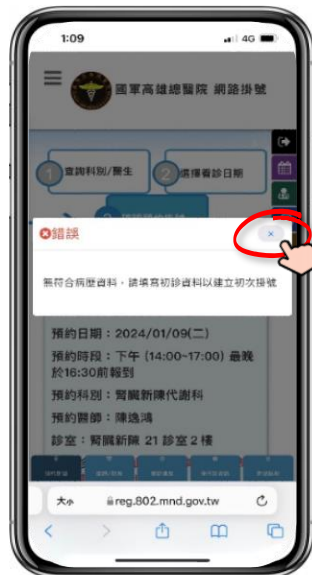 1:09
4G
國軍高雄總醫院 網路掛號
1 查詢科別/醫生
2 選擇看診日期
錯誤
×
無符合病歷資料，請填寫初診資料以建立初次掛號
預約日期：2024/01/09(二)
預約時段：下午 (14:00~17:00) 最晚
於16:30前報到
預約科別：腎臟新陳代謝科
預約醫師：陳逸鴻
診室：腎臟新陳 21 診室 2 樓
大小 reg.802.mnd.gov.tw